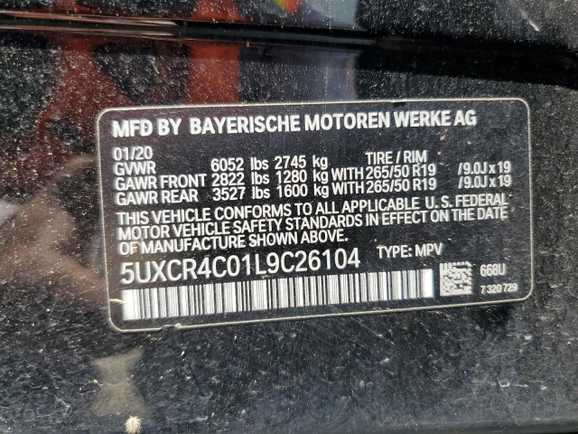 MFD BY BAYERISCHE MOTOREN WERKE AG
01/20
GVWR 6052 lbs 2745 kg TIRE / RIM
GAWR FRONT 2822 lbs 1280 kg WITH 265/50 R19 /9.0J x 19
GAWR REAR 3527 lbs 1600 kg WITH 265/50 R19 /9.0J x 19
THIS VEHICLE CONFORMS TO ALL APPLICABLE U.S. FEDERAL
MOTOR VEHICLE SAFETY STANDARDS IN EFFECT ON THE DATE
OF MANUFACTURE SHOWN ABOVE.
5UXCR4C01L9C26104 TYPE: MPV
668U
7 320 729